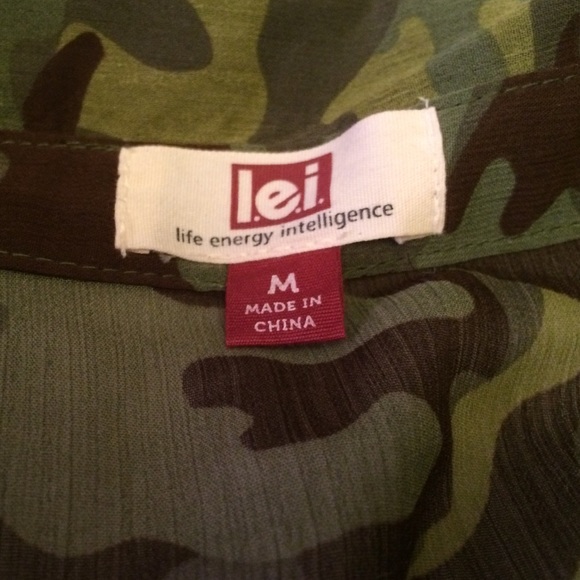 l.e.i.
life energy intelligence
M
MADE IN
CHINA